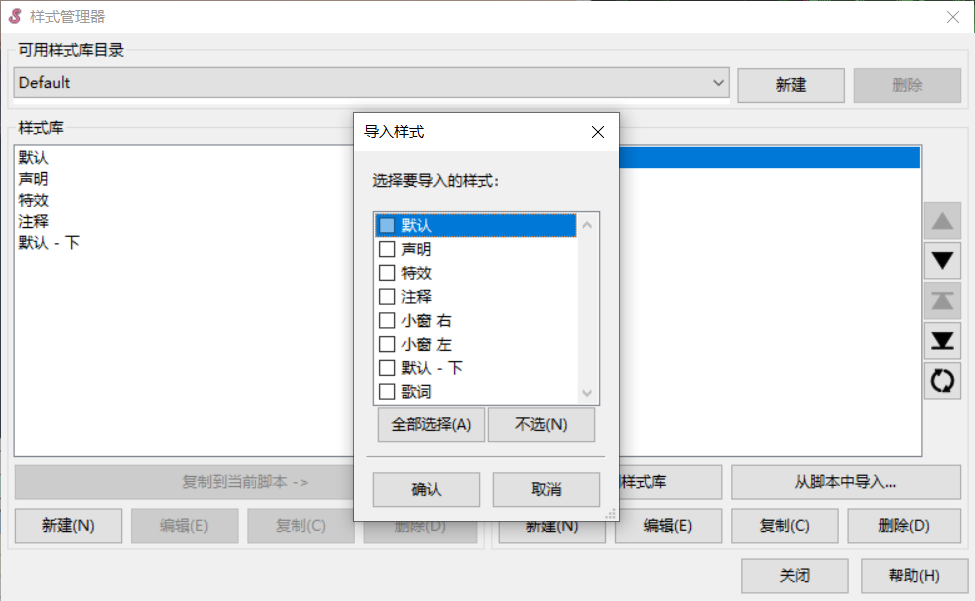 样式管理器
可用样式库目录
Default
新建
删除
样式库
默认
声明
特效
注释
默认 - 下
导入样式
选择要导入的样式：
默认
声明
特效
注释
小窗 右
小窗 左
默认 - 下
歌词
全部选择(A)
不选(N)
确认
取消
复制到当前脚本 ->
样式库
从脚本中导入...
新建(N)
编辑(E)
复制(C)
删除(D)
新建(N)
编辑(E)
复制(C)
删除(D)
关闭
帮助(H)